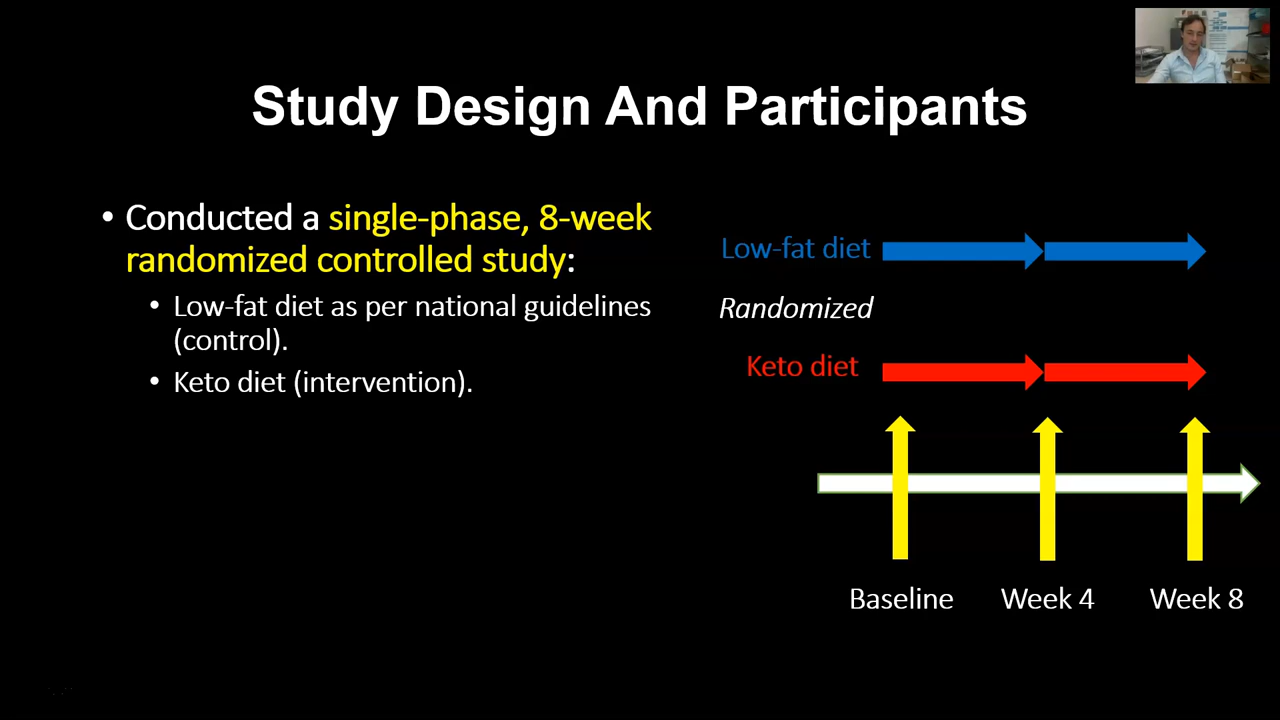 Study Design And Participants
• Conducted a single-phase, 8-week
randomized controlled study:
• Low-fat diet as per national guidelines
(control).
• Keto diet (intervention).
Low-fat diet
Randomized
Keto diet
Baseline
Week 4
Week 8